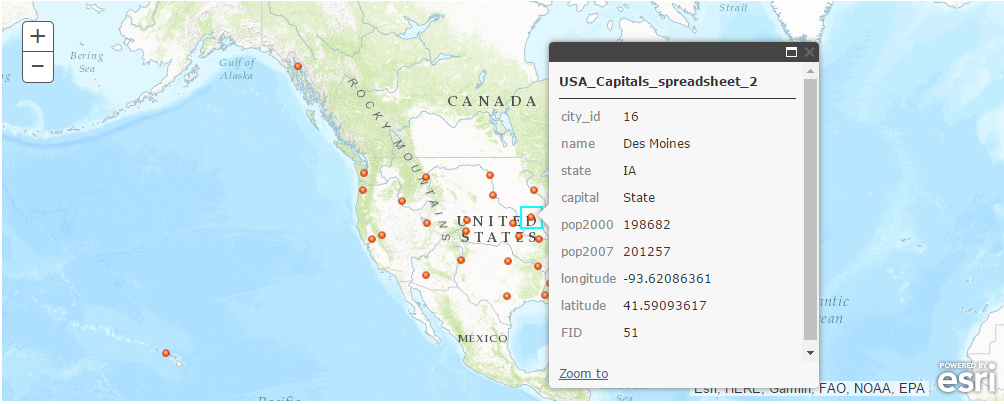 Strait
+
−
Bering
Sea
Gulf of
Alaska
CANADA
ROCKY MOUNTAINS
UNITED
STATES
MÉXICO
Pacific
USA_Capitals_spreadsheet_2
city_id 16
name Des Moines
state IA
capital State
pop2000 198682
pop2007 201257
longitude -93.62086361
latitude 41.59093617
FID 51
Zoom to
antic
ean
POWERED BY
esri
Esri, HERE, Garmin, FAO, NOAA, EPA